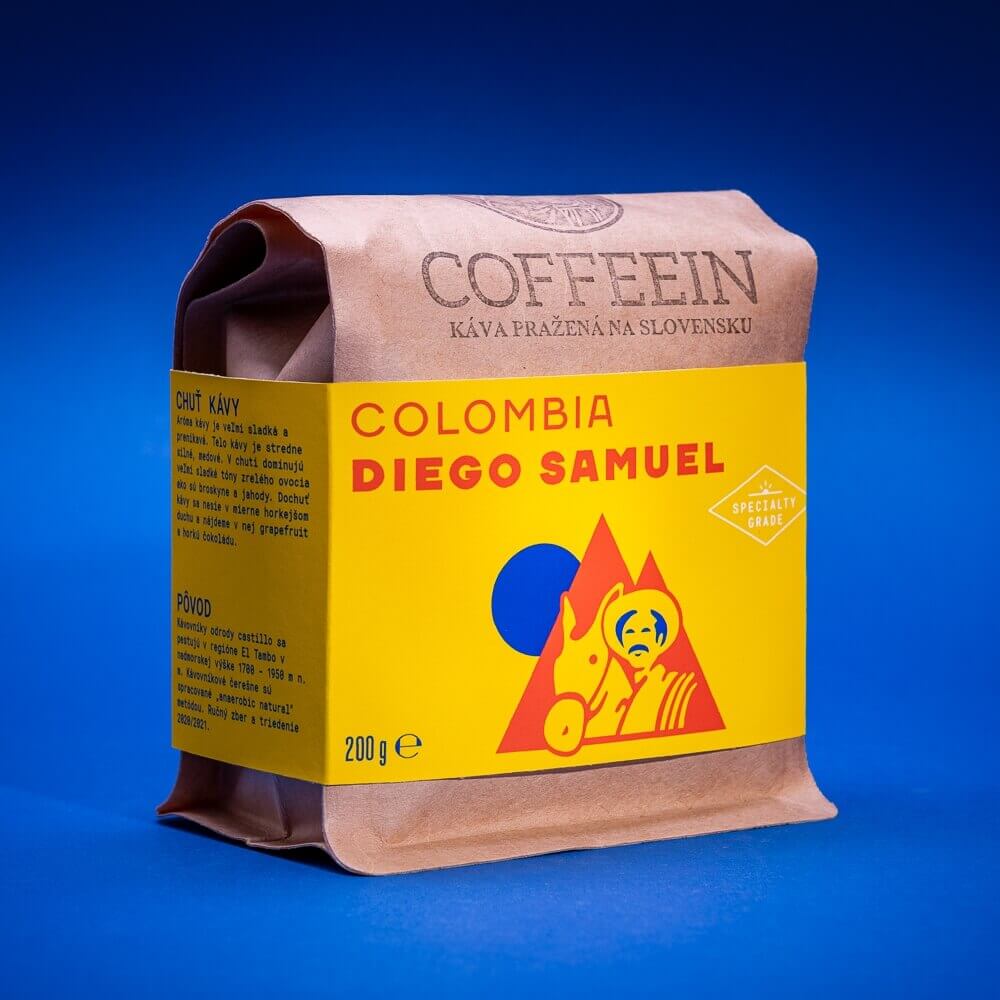 COFFEEIN
KÁVA PRAŽENÁ NA SLOVENSKU
COLOMBIA
DIEGO SAMUEL
SPECIALTY
GRADE
200 g ℮
CHUŤ KÁVY
Aróma kávy je veľmi sladká a
prenikavá. Telo kávy je stredne
silné, medové. V chuti dominujú
veľmi sladké tóny zrelého ovocia
ako sú broskyne a jahody. Dochuť
kávy sa nesie v mierne horkejšom
duchu a nájdeme v nej grapefruit
a horkú čokoládu.
PÔVOD
Kávovníky odrody castillo sa
pestujú v regióne El Tambo v
nadmorskej výške 1700 - 1950 m n.
m. Kávovníkové čerešne sú
spracované „anaerobic natural"
metódou. Ručný zber a triedenie
2020/2021.